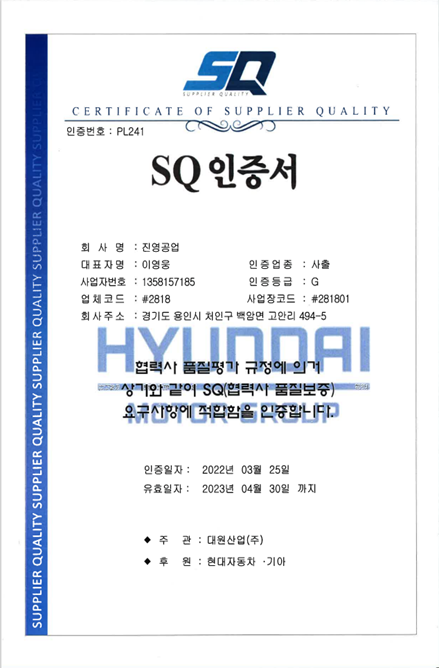 SQ
SUPPLIER QUALITY
CERTIFICATE OF SUPPLIER QUALITY
인증번호 : PL241
SQ 인증서
회 사 명 : 진영공업
대표자명 : 이영웅 인증업종 : 사출
사업자번호 : 1358157185 인증등급 : G
업체코드 : #2818 사업장코드 : #281801
회사주소 : 경기도 용인시 처인구 백암면 고안리 494-5
HYUNDAI
MOTOR GROUP
협력사 품질평가 규정에 의거
상기와 같이 SQ(협력사 품질보증)
요구사항에 적합함을 인증합니다.
인증일자 : 2022년 03월 25일
유효일자 : 2023년 04월 30일 까지
◆ 주 관 : 대원산업(주)
◆ 후 원 : 현대자동차 ·기아
SUPPLIER QUALITY SUPPLIER QUALITY SUPPLIER QUALITY SUPPLIER QUALITY SUPPLIER QUALITY SUPPLIER